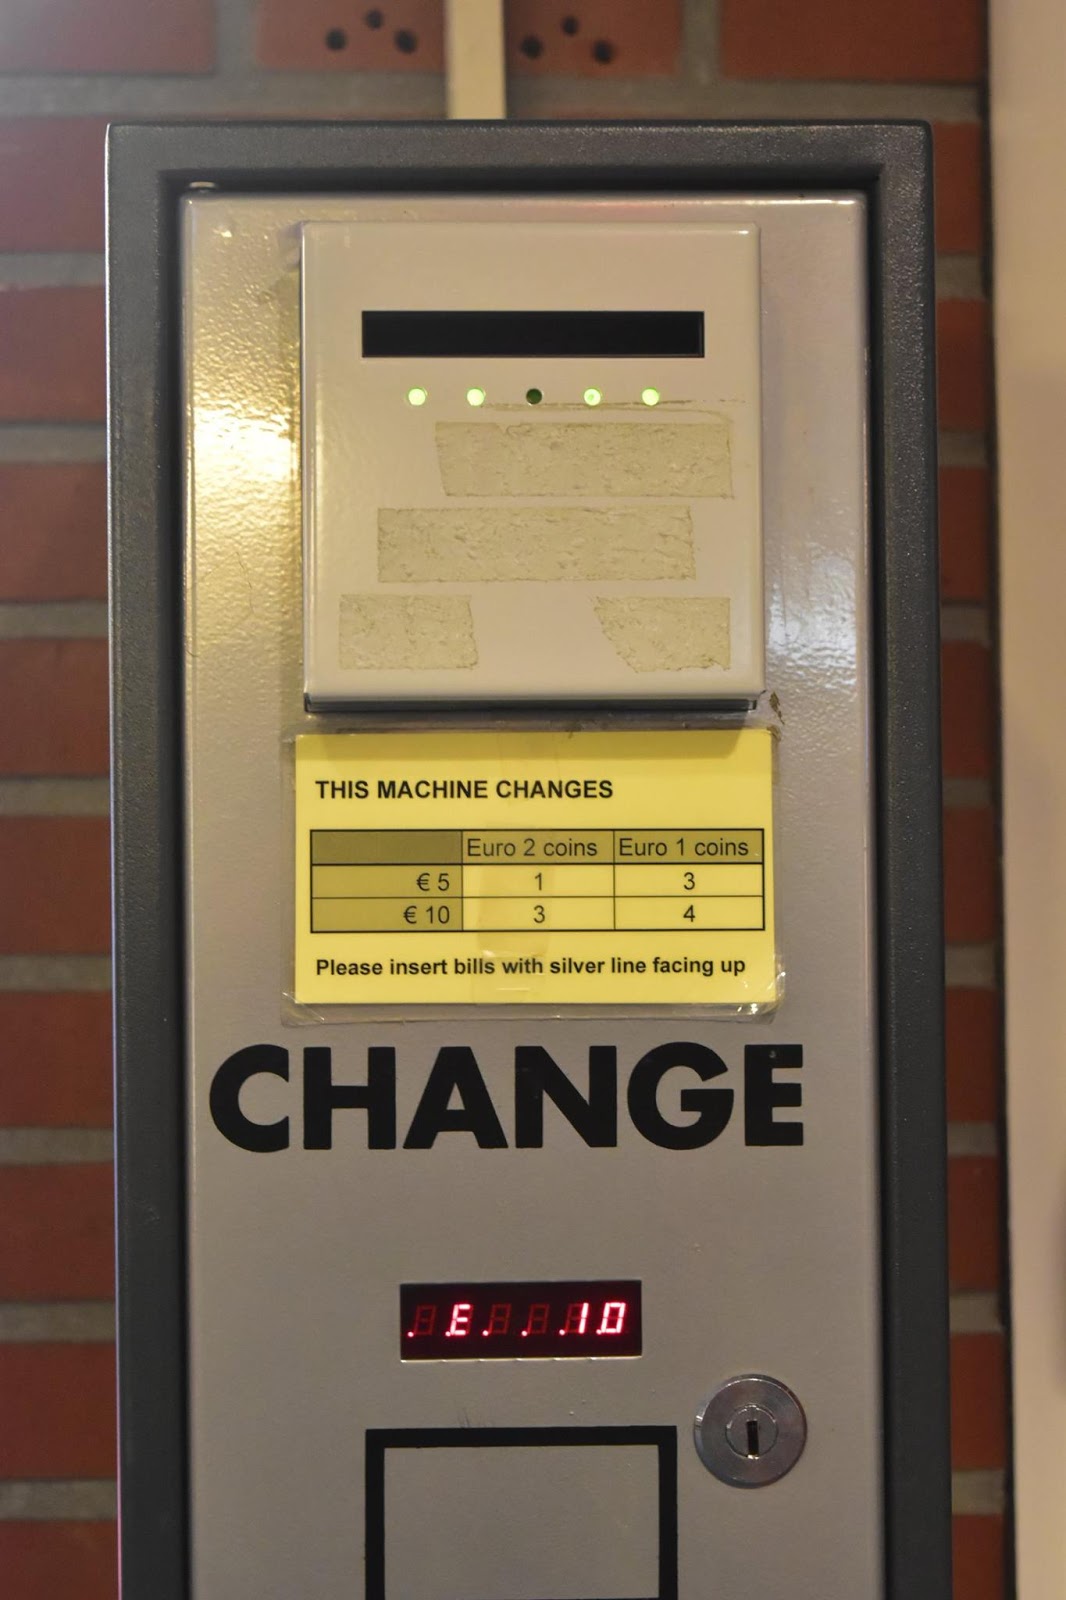 THIS MACHINE CHANGES
Euro 2 coins Euro 1 coins
€ 5 1 3
€ 10 3 4
Please insert bills with silver line facing up
CHANGE
. E. . .10